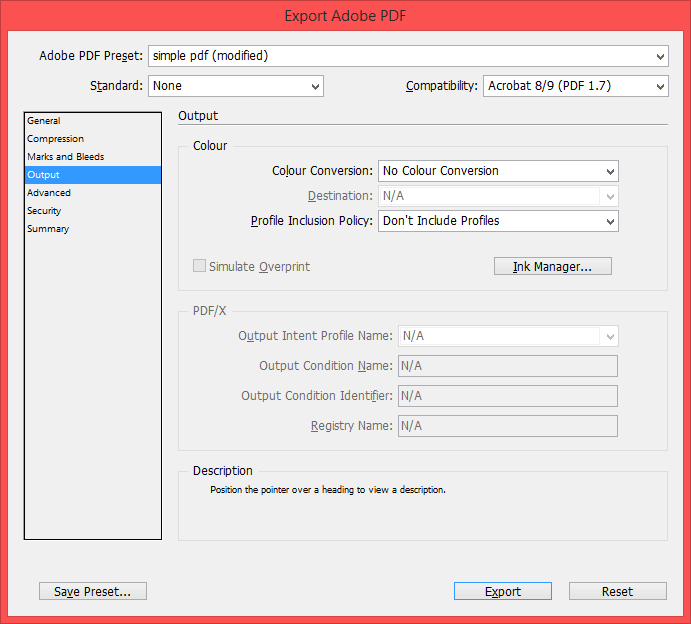 Export Adobe PDF
Adobe PDF Preset: simple pdf (modified)
Standard: None Compatibility: Acrobat 8/9 (PDF 1.7)
General
Compression
Marks and Bleeds
Output
Advanced
Security
Summary
Output
Colour
Colour Conversion: No Colour Conversion
Destination: N/A
Profile Inclusion Policy: Don't Include Profiles
Simulate Overprint Ink Manager...
PDF/X
Output Intent Profile Name: N/A
Output Condition Name: N/A
Output Condition Identifier: N/A
Registry Name: N/A
Description
Position the pointer over a heading to view a description.
Save Preset... Export Reset